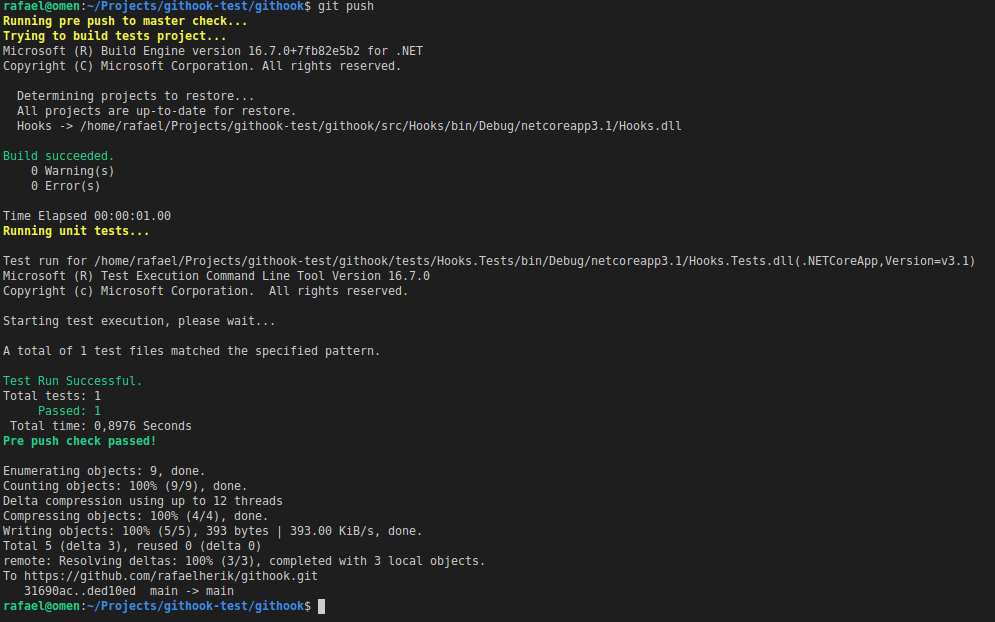 rafael@omen:~/Projects/githook-test/githook$ git push
Running pre push to master check...
Trying to build tests project...
Microsoft (R) Build Engine version 16.7.0+7fb82e5b2 for .NET
Copyright (C) Microsoft Corporation. All rights reserved.
Determining projects to restore...
All projects are up-to-date for restore.
Hooks -> /home/rafael/Projects/githook-test/githook/src/Hooks/bin/Debug/netcoreapp3.1/Hooks.dll
Build succeeded.
0 Warning(s)
0 Error(s)
Time Elapsed 00:00:01.00
Running unit tests...
Test run for /home/rafael/Projects/githook-test/githook/tests/Hooks.Tests/bin/Debug/netcoreapp3.1/Hooks.Tests.dll(.NETCoreApp,Version=v3.1)
Microsoft (R) Test Execution Command Line Tool Version 16.7.0
Copyright (c) Microsoft Corporation.  All rights reserved.
Starting test execution, please wait...
A total of 1 test files matched the specified pattern.
Test Run Successful.
Total tests: 1
Passed: 1
Total time: 0,8976 Seconds
Pre push check passed!
Enumerating objects: 9, done.
Counting objects: 100% (9/9), done.
Delta compression using up to 12 threads
Compressing objects: 100% (4/4), done.
Writing objects: 100% (5/5), 393 bytes | 393.00 KiB/s, done.
Total 5 (delta 3), reused 0 (delta 0)
remote: Resolving deltas: 100% (3/3), completed with 3 local objects.
To https://github.com/rafaelherik/githook.git
31690ac..ded10ed  main -> main
rafael@omen:~/Projects/githook-test/githook$